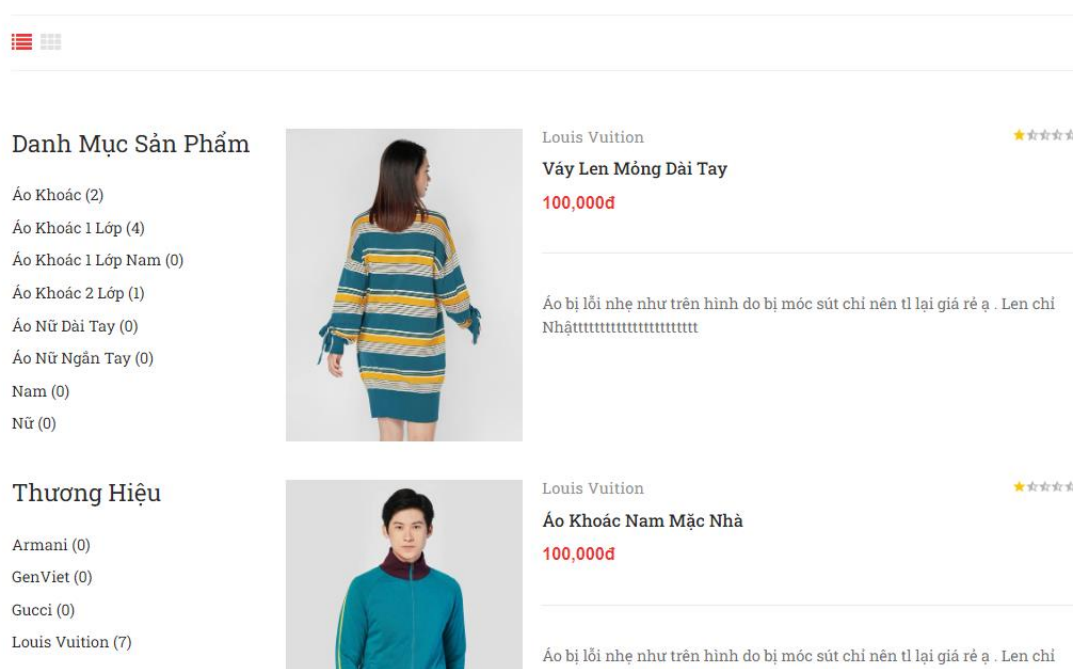 Danh Mục Sản Phẩm
Áo Khoác (2)
Áo Khoác 1 Lớp (4)
Áo Khoác 1 Lớp Nam (0)
Áo Khoác 2 Lớp (1)
Áo Nữ Dài Tay (0)
Áo Nữ Ngắn Tay (0)
Nam (0)
Nữ (0)
Thương Hiệu
Armani (0)
GenViet (0)
Gucci (0)
Louis Vuition (7)
Louis Vuition
Váy Len Mỏng Dài Tay
100,000đ
Áo bị lỗi nhẹ như trên hình do bị móc sút chỉ nên tl lại giá rẻ ạ . Len chỉ
Nhậttttttttttttttttttttttt
Louis Vuition
Áo Khoác Nam Mặc Nhà
100,000đ
Áo bị lỗi nhẹ như trên hình do bị móc sút chỉ nên tl lại giá rẻ ạ . Len chỉ